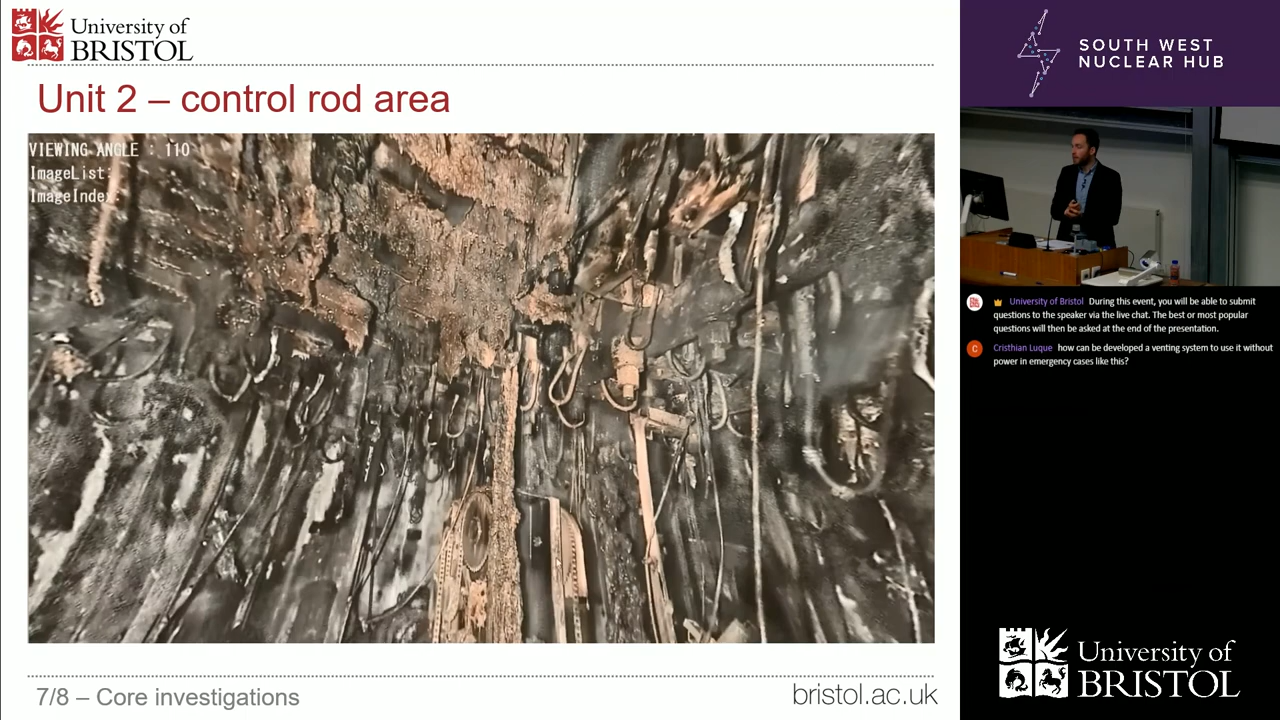 University of
BRISTOL
Unit 2 – control rod area
VIEWING ANGLE : 110
ImageList:
ImageIndex:
7/8 – Core investigations
bristol.ac.uk
SOUTH WEST
NUCLEAR HUB
University of Bristol During this event, you will be able to submit
questions to the speaker via the live chat. The best or most popular
questions will then be asked at the end of the presentation.
C
Cristhian Luque how can be developed a venting system to use it without
power in emergency cases like this?
University of
BRISTOL